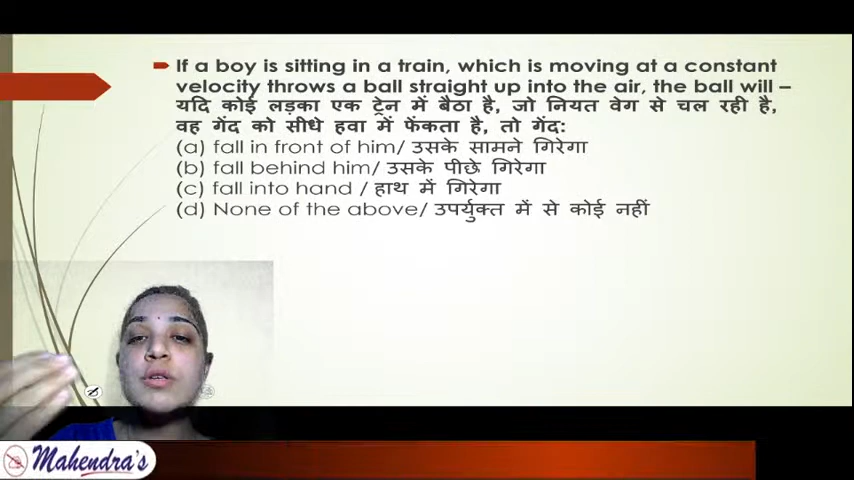 If a boy is sitting in a train, which is moving at a constant
velocity throws a ball straight up into the air, the ball will –
यदि कोई लड़का एक ट्रेन में बैठा है, जो नियत वेग से चल रही है,
वह गेंद को सीधे हवा में फेंकता है, तो गेंद:
(a) fall in front of him/ उसके सामने गिरेगा
(b) fall behind him/ उसके पीछे गिरेगा
(c) fall into hand / हाथ में गिरेगा
(d) None of the above/ उपर्युक्त में से कोई नहीं
Mahendra's